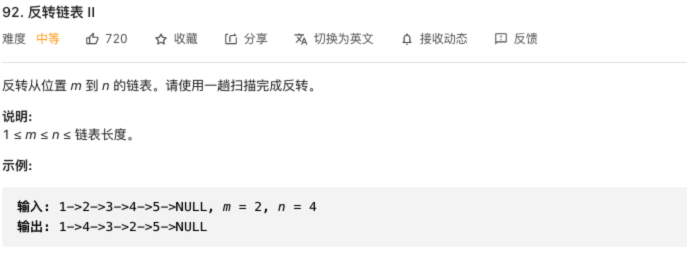 92. 反转链表 II
难度 中等 720 收藏 分享 切换为英文 接收动态 反馈
反转从位置 m 到 n 的链表。请使用一趟扫描完成反转。
说明:
1 ≤ m ≤ n ≤ 链表长度。
示例:
输入: 1->2->3->4->5->NULL, m = 2, n = 4
输出: 1->4->3->2->5->NULL